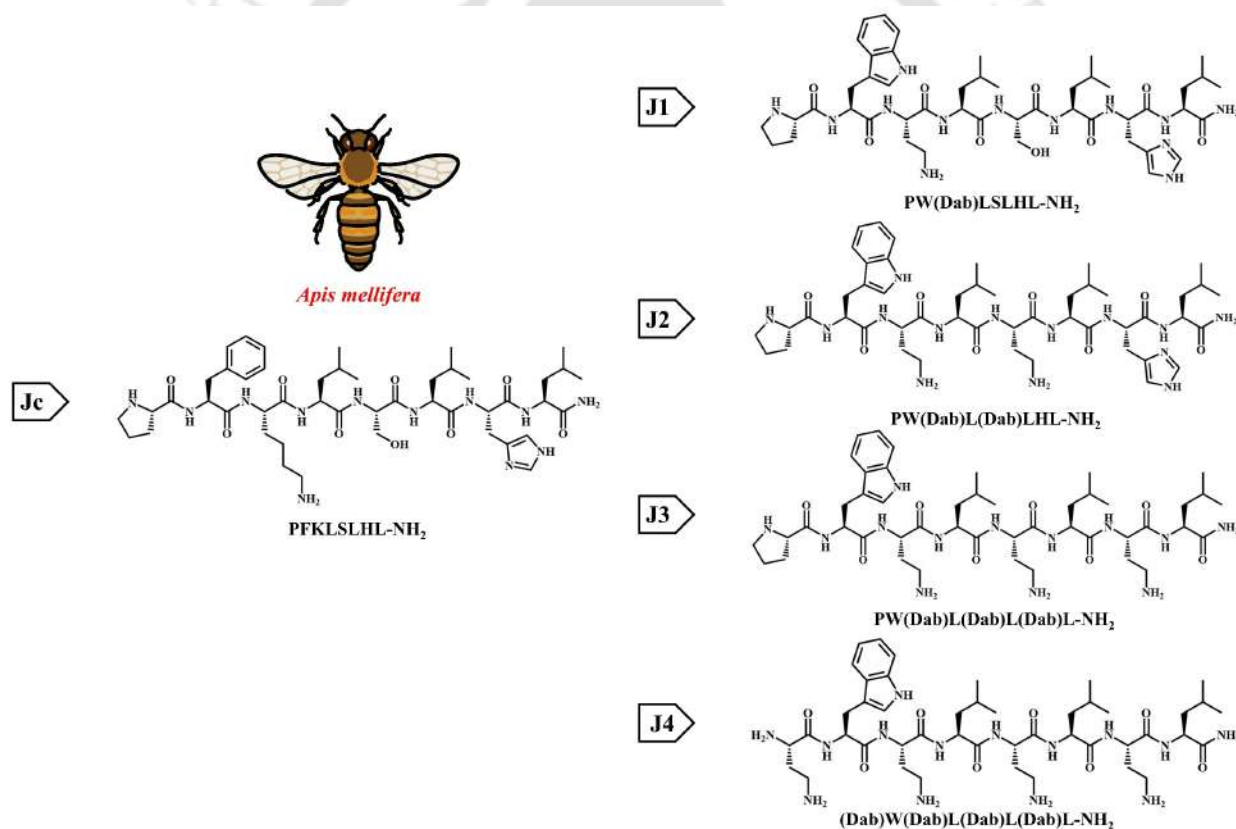 J1
PW(Dab)LSLHL-NH₂
Apis mellifera
J2
PW(Dab)L(Dab)LHL-NH₂
Jc
PFKLSLHL-NH₂
J3
PW(Dab)L(Dab)L(Dab)L-NH₂
J4
(Dab)W(Dab)L(Dab)L(Dab)L-NH₂